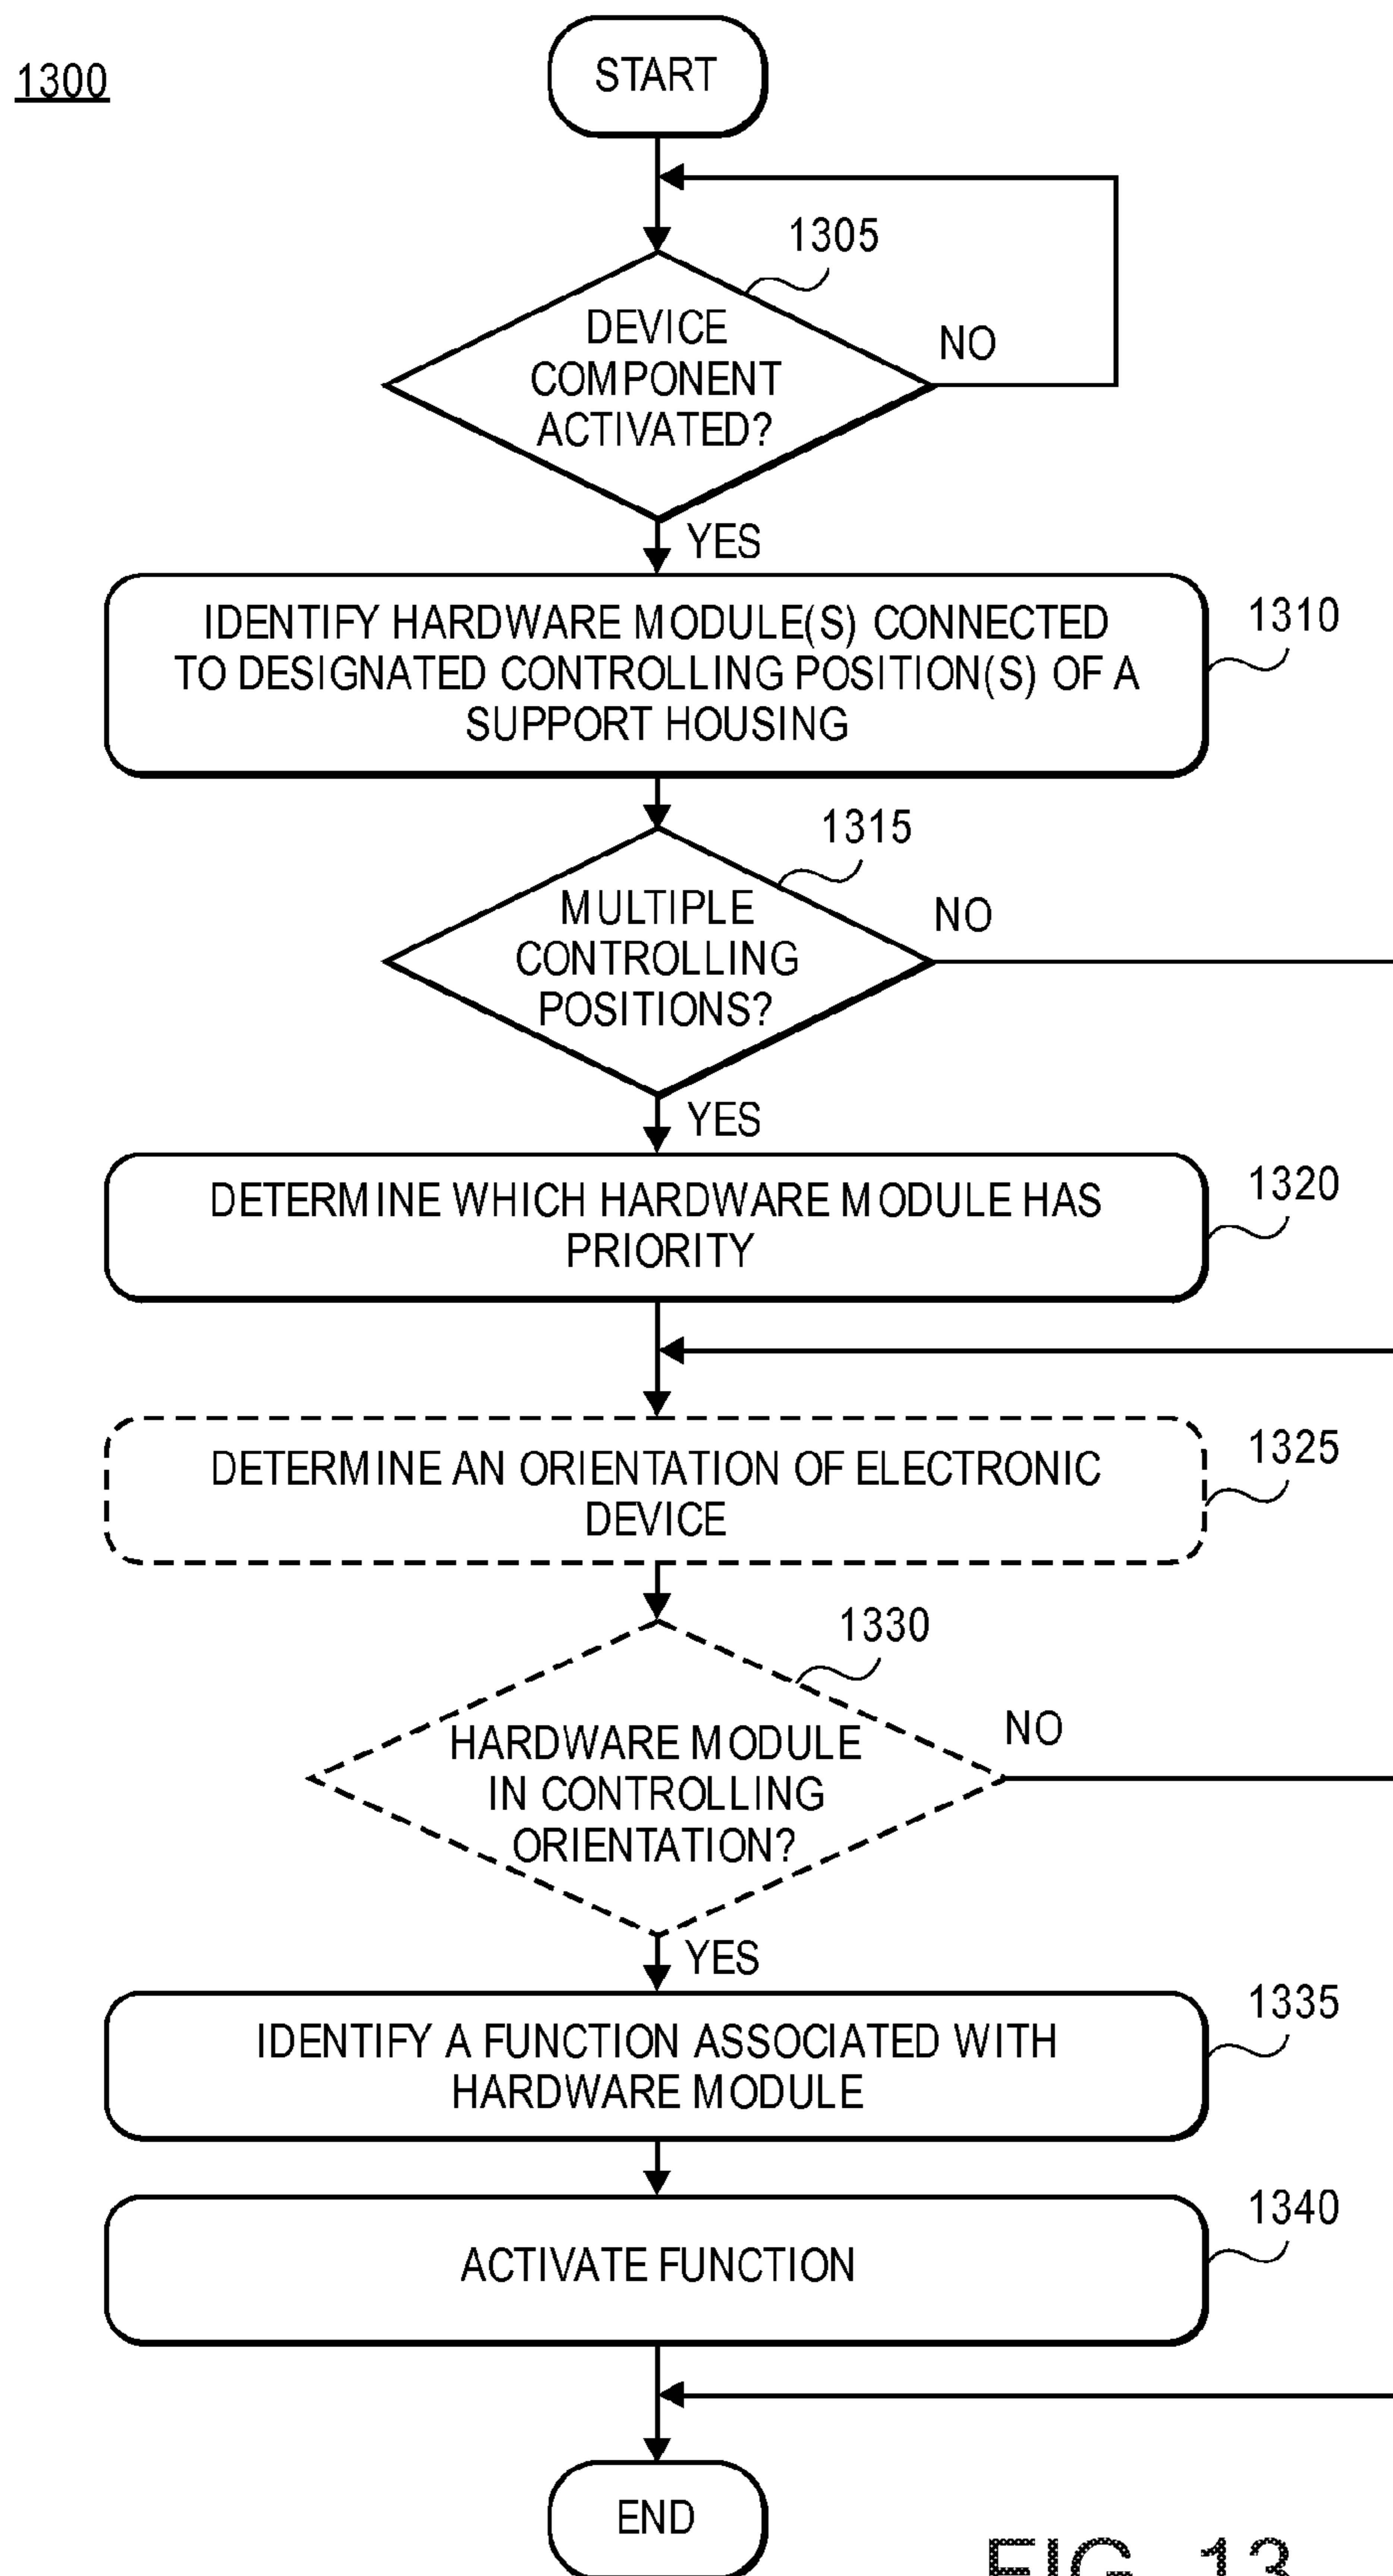 START
1300
1305
DEVICE
COMPONENT
ACTIVATED?
NO
YES
IDENTIFY HARDWARE MODULE(S) CONNECTED
TO DESIGNATED CONTROLLING POSITION(S) OF A
SUPPORT HOUSING
1310
1315
MULTIPLE
CONTROLLING
POSITIONS?
NO
YES
DETERMINE WHICH HARDWARE MODULE HAS
PRIORITY
1320
DETERMINE AN ORIENTATION OF ELECTRONIC
DEVICE
1325
1330
HARDWARE MODULE
IN CONTROLLING
ORIENTATION?
NO
YES
IDENTIFY A FUNCTION ASSOCIATED WITH
HARDWARE MODULE
1335
ACTIVATE FUNCTION
1340
END
FIG. 13